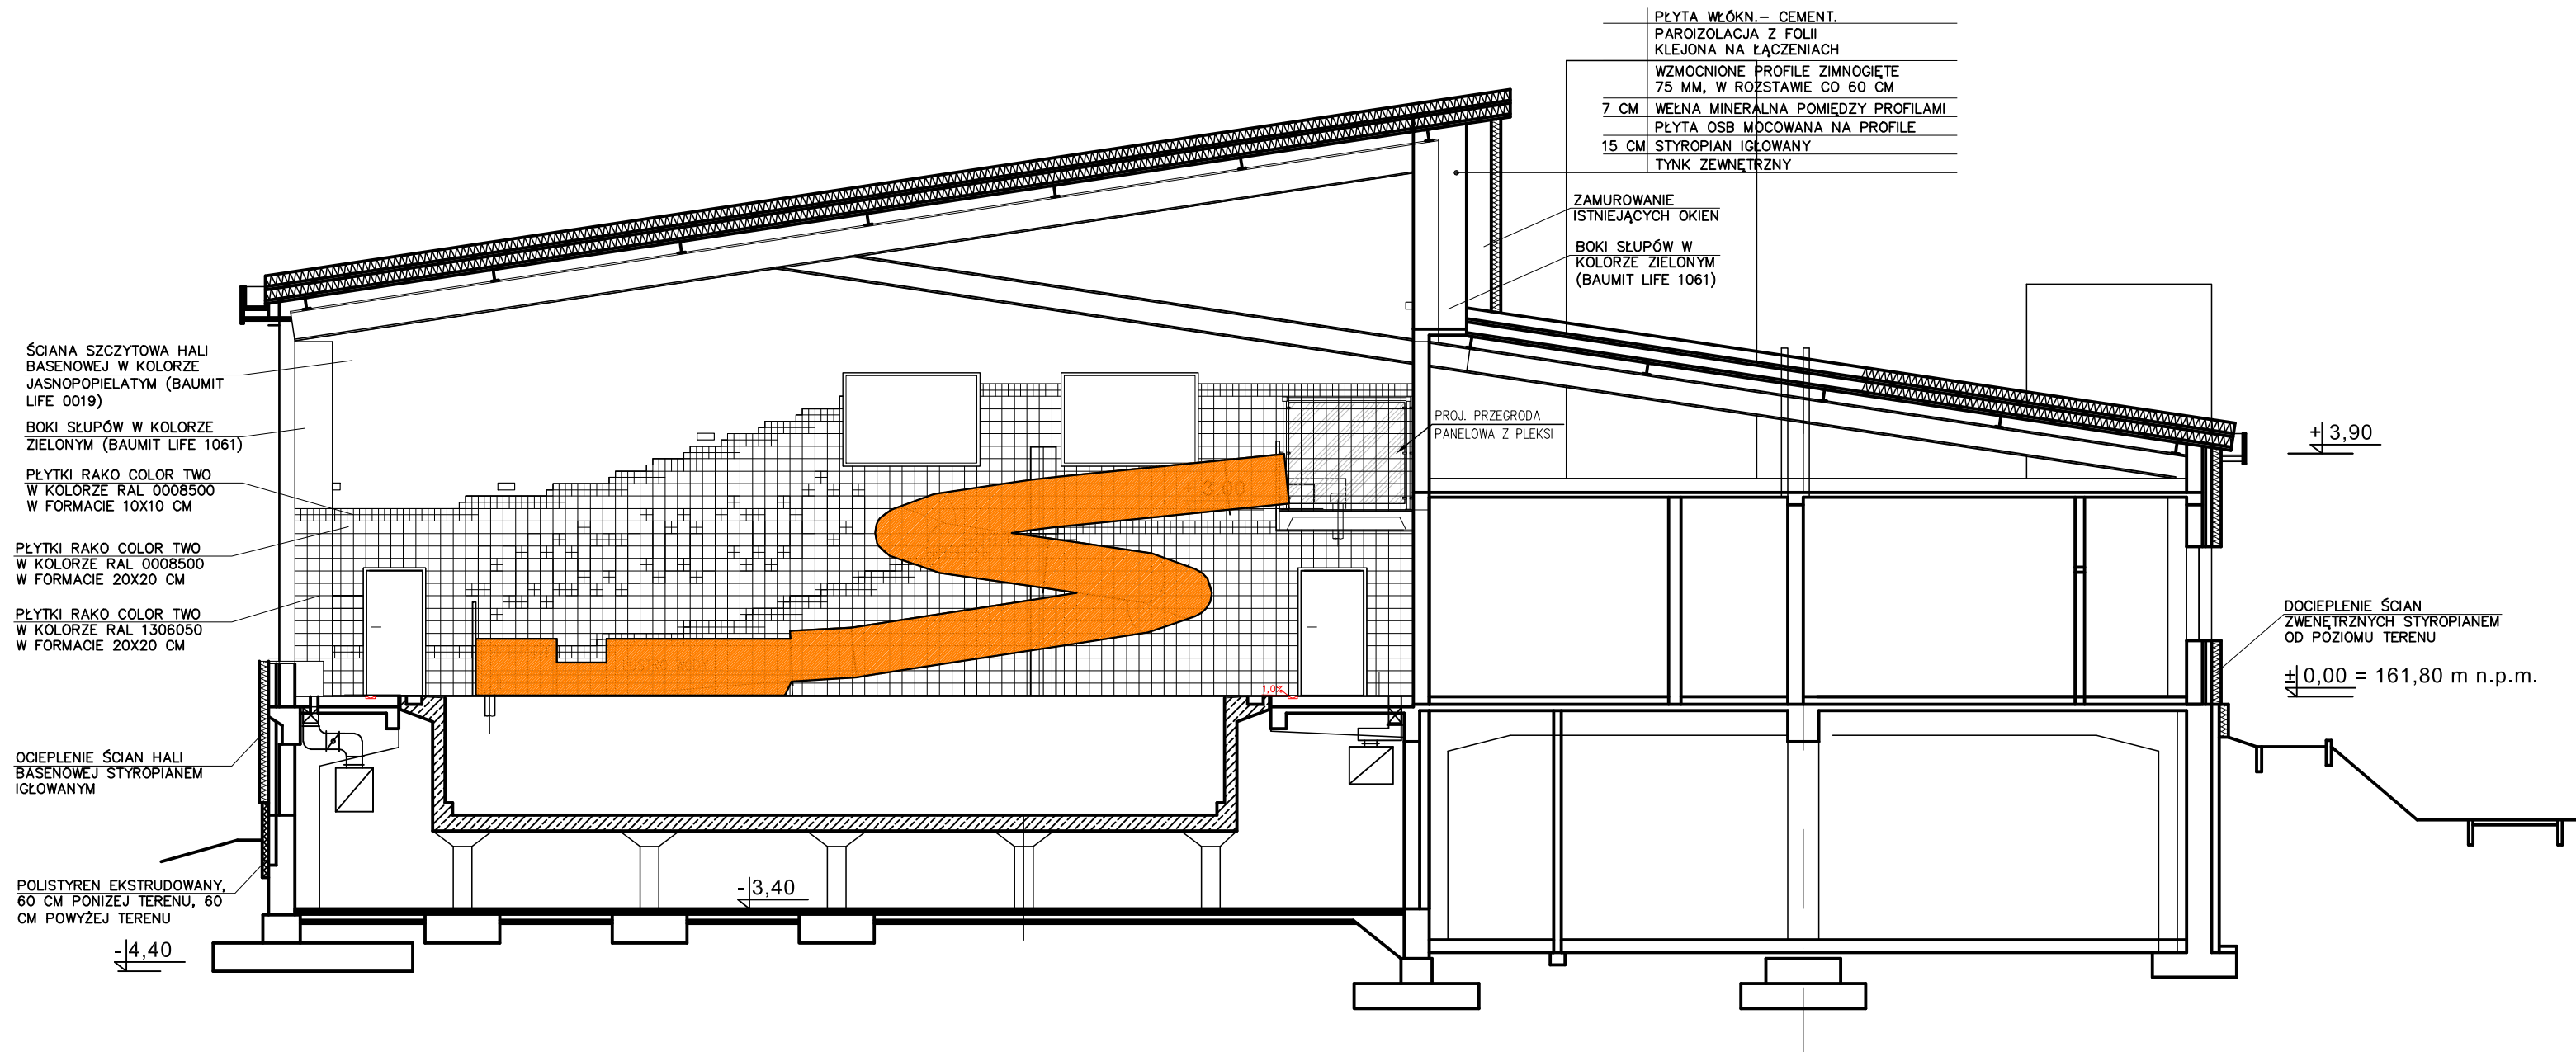 PŁYTA WŁÓKN.– CEMENT.
PAROIZOLACJA Z FOLII
KLEJONA NA ŁĄCZENIACH
WZMOCNIONE PROFILE ZIMNOGIĘTE
75 MM, W ROZSTAWIE CO 60 CM
7 CM WEŁNA MINERALNA POMIĘDZY PROFILAMI
PŁYTA OSB MOCOWANA NA PROFILE
15 CM STYROPIAN IGŁOWANY
TYNK ZEWNĘTRZNY
ZAMUROWANIE
ISTNIEJĄCYCH OKIEN
BOKI SŁUPÓW W
KOLORZE ZIELONYM
(BAUMIT LIFE 1061)
ŚCIANA SZCZYTOWA HALI
BASENOWEJ W KOLORZE
JASNOPOPIELATYM (BAUMIT
LIFE 0019)
BOKI SŁUPÓW W KOLORZE
ZIELONYM (BAUMIT LIFE 1061)
PŁYTKI RAKO COLOR TWO
W KOLORZE RAL 0008500
W FORMACIE 10X10 CM
PŁYTKI RAKO COLOR TWO
W KOLORZE RAL 0008500
W FORMACIE 20X20 CM
PŁYTKI RAKO COLOR TWO
W KOLORZE RAL 1306050
W FORMACIE 20X20 CM
OCIEPLENIE ŚCIAN HALI
BASENOWEJ STYROPIANEM
IGŁOWANYM
POLISTYREN EKSTRUDOWANY,
60 CM PONIZEJ TERENU, 60
CM POWYŻEJ TERENU
-4,40
-3,40
+ 3,00
1,0%
PROJ. PRZEGRODA
PANELOWA Z PLEKSI
+ 3,90
DOCIEPLENIE ŚCIAN
ZWENĘTRZNYCH STYROPIANEM
OD POZIOMU TERENU
± 0,00 = 161,80 m n.p.m.